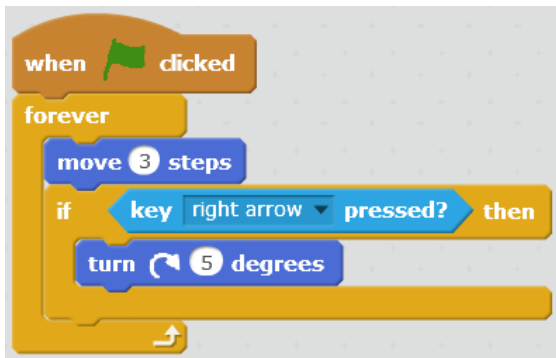 when clicked
forever
move 3 steps
if key right arrow pressed? then
turn 5 degrees